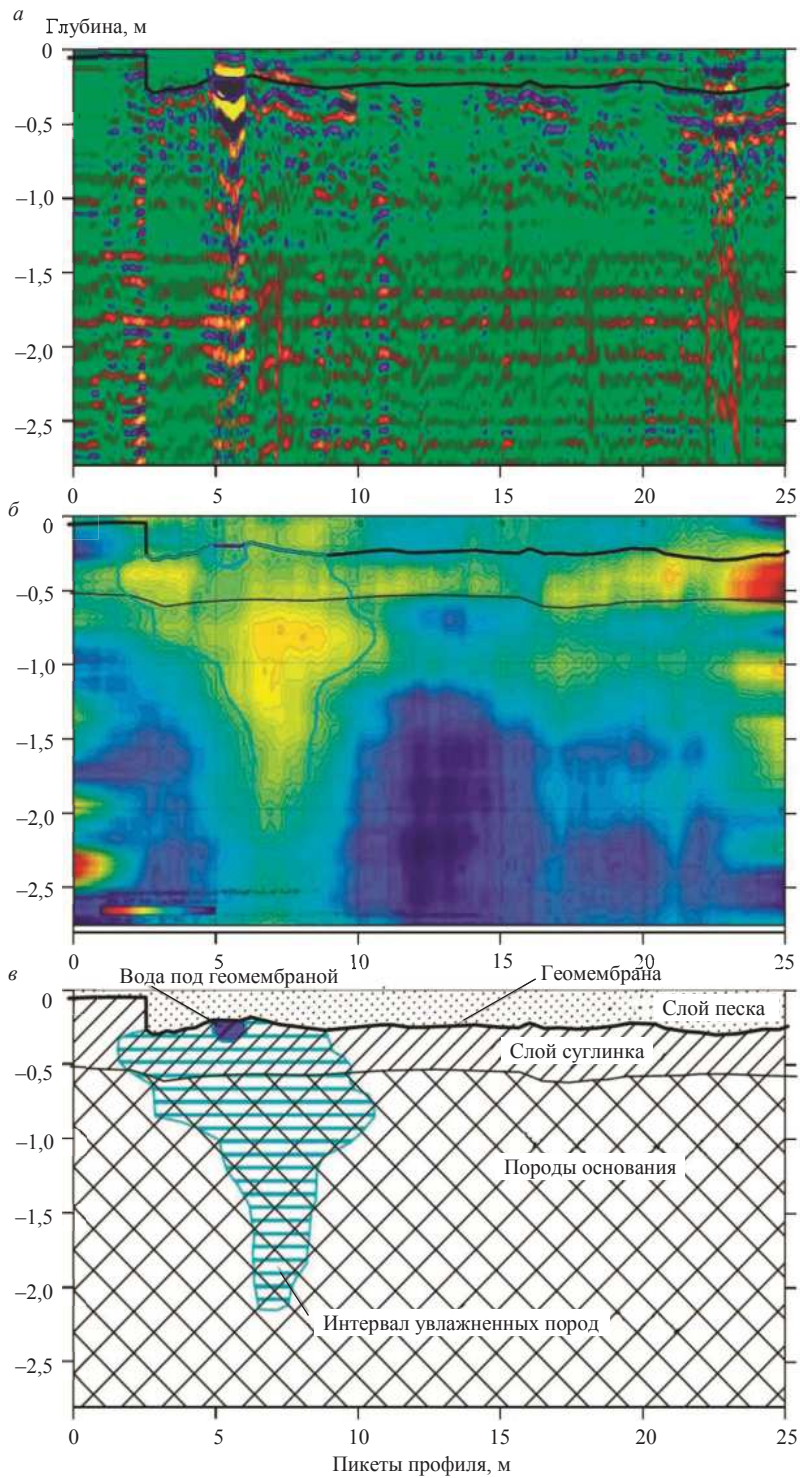 а
Глубина, м
0
–0,5
–1,0
–1,5
–2,0
–2,5
0 5 10 15 20 25
б
0
–0,5
–1,0
–1,5
–2,0
–2,5
0 5 10 15 20 25
в
Вода под геомембраной
Геомембрана
0
Слой песка
Слой суглинка
–0,5
–1,0
Породы основания
–1,5
–2,0
Интервал увлажненных пород
–2,5
0 5 10 15 20 25
Пикеты профиля, м